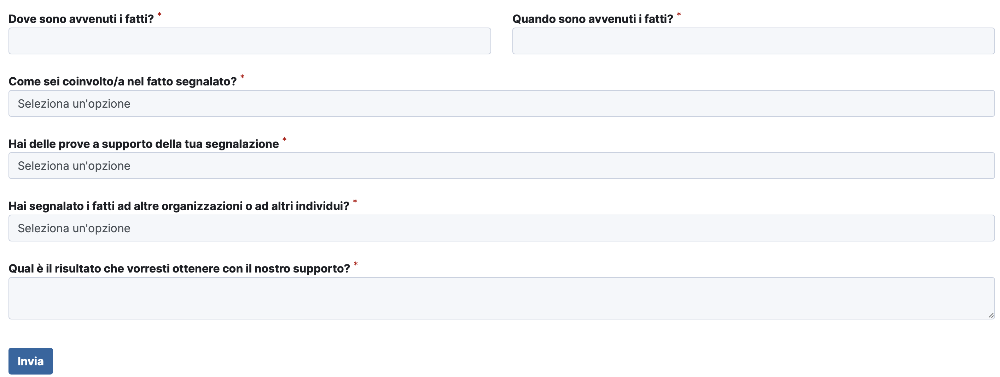 Dove sono avvenuti i fatti? *
Quando sono avvenuti i fatti? *
Come sei coinvolto/a nel fatto segnalato? *
Seleziona un'opzione
Hai delle prove a supporto della tua segnalazione *
Seleziona un'opzione
Hai segnalato i fatti ad altre organizzazioni o ad altri individui? *
Seleziona un'opzione
Qual è il risultato che vorresti ottenere con il nostro supporto? *
Invia